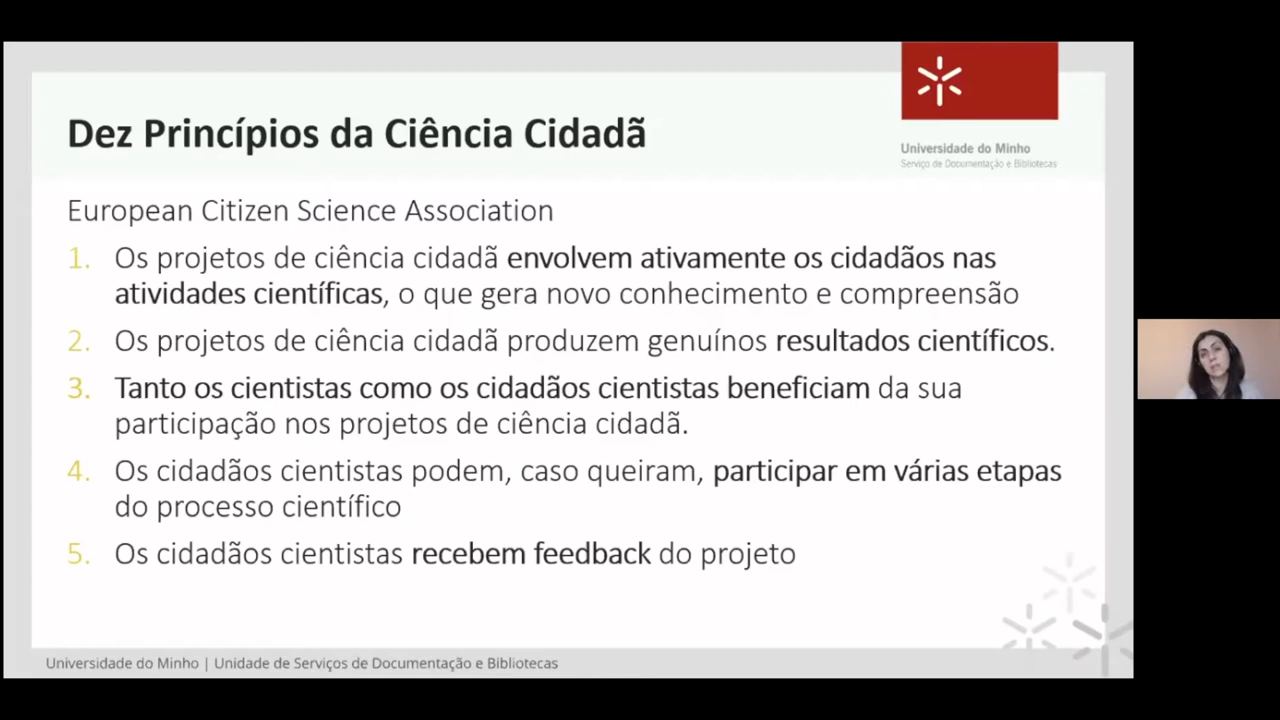 Dez Princípios da Ciência Cidadã
Universidade do Minho
Serviço de Documentação e Bibliotecas
European Citizen Science Association
1. Os projetos de ciência cidadã envolvem ativamente os cidadãos nas
atividades científicas, o que gera novo conhecimento e compreensão
2. Os projetos de ciência cidadã produzem genuínos resultados científicos.
3. Tanto os cientistas como os cidadãos cientistas beneficiam da sua
participação nos projetos de ciência cidadã.
4. Os cidadãos cientistas podem, caso queiram, participar em várias etapas
do processo científico
5. Os cidadãos cientistas recebem feedback do projeto
Universidade do Minho | Unidade de Serviços de Documentação e Bibliotecas